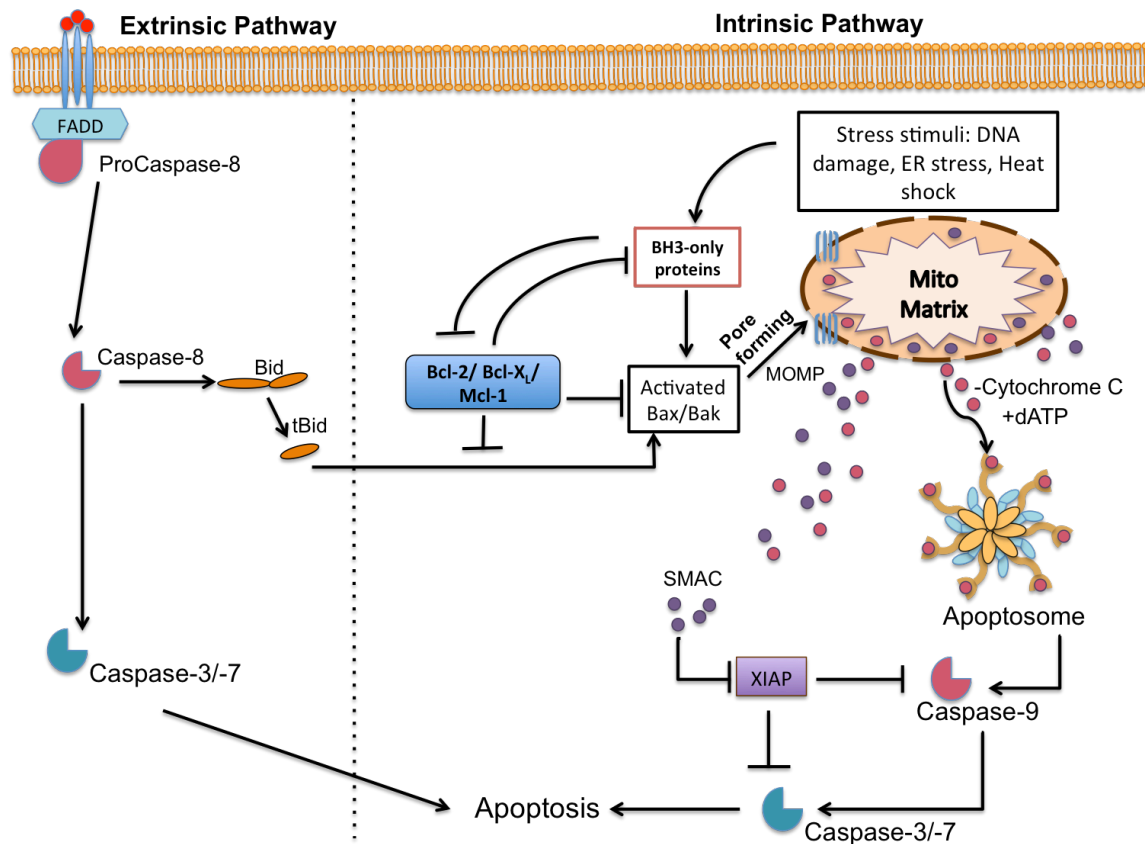 Extrinsic Pathway
Intrinsic Pathway
FADD
ProCaspase-8
Stress stimuli: DNA
damage, ER stress, Heat
shock
BH3-only
proteins
Mito
Matrix
Pore
forming
MOMP
Caspase-8
Bid
tBid
Bcl-2/ Bcl-XL/
Mcl-1
Activated
Bax/Bak
-Cytochrome C
+dATP
SMAC
Apoptosome
Caspase-3/-7
XIAP
Caspase-9
Apoptosis
Caspase-3/-7